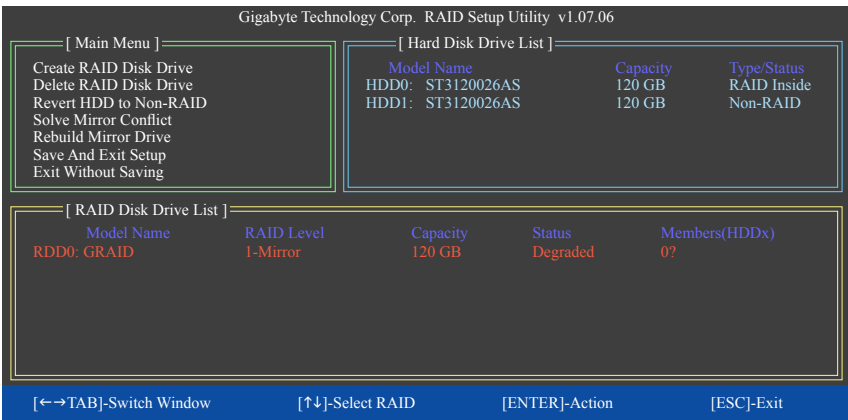 Gigabyte Technology Corp. RAID Setup Utility v1.07.06
[ Main Menu ]
Create RAID Disk Drive
Delete RAID Disk Drive
Revert HDD to Non-RAID
Solve Mirror Conflict
Rebuild Mirror Drive
Save And Exit Setup
Exit Without Saving
[ Hard Disk Drive List ]
Model Name Capacity Type/Status
HDD0: ST3120026AS 120 GB RAID Inside
HDD1: ST3120026AS 120 GB Non-RAID
[ RAID Disk Drive List ]
Model Name RAID Level Capacity Status Members(HDDx)
RDD0: GRAID 1-Mirror 120 GB Degraded 0?
[←→TAB]-Switch Window [↑↓]-Select RAID [ENTER]-Action [ESC]-Exit